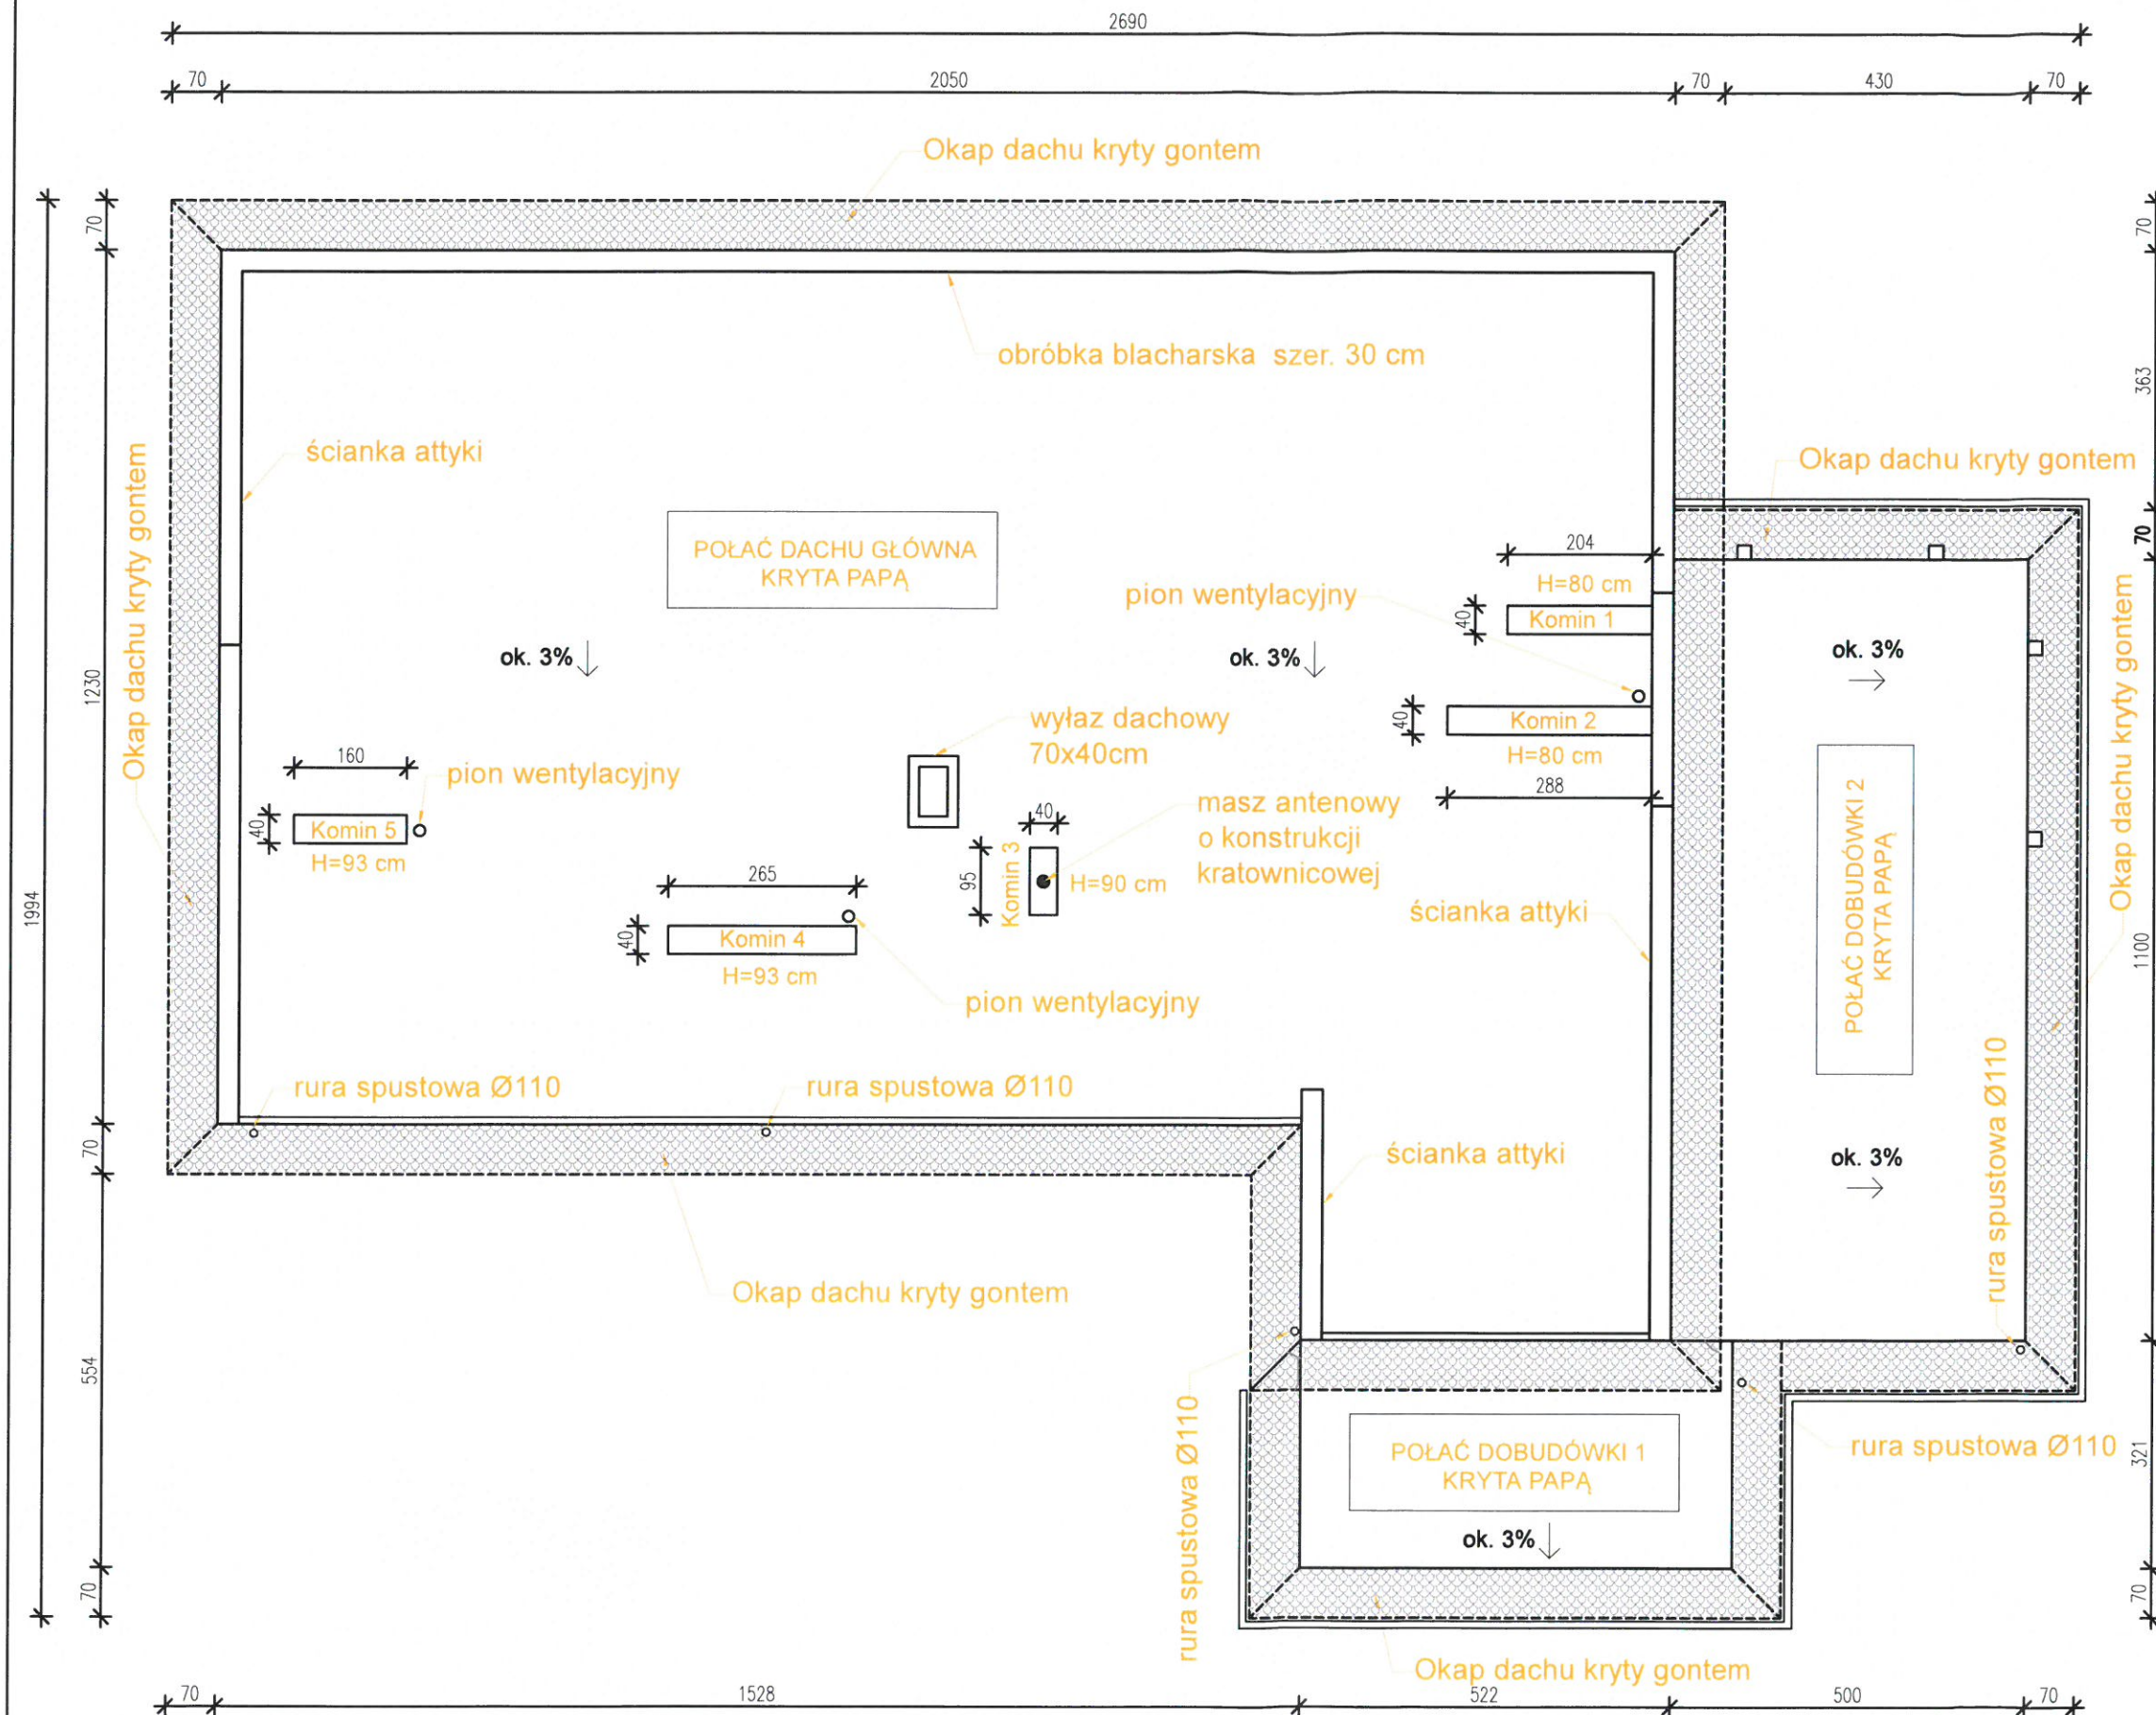 2690
70
2050
70
430
70
Okap dachu kryty gontem
70
70
obróbka blacharska szer. 30 cm
363
ścianka attyki
Okap dachu kryty gontem
Okap dachu kryty gontem
70
POŁAĆ DACHU GŁÓWNA
KRYTA PAPĄ
204
H=80 cm
pion wentylacyjny
40
Komin 1
Okap dachu kryty gontem
ok. 3%
ok. 3%
ok. 3%
1230
wyłaz dachowy
70x40cm
40
Komin 2
H=80 cm
160
pion wentylacyjny
288
masz antenowy
o konstrukcji
kratownicowej
40
40
Komin 5
H=93 cm
POŁAĆ DOBUDÓWKI 2
KRYTA PAPĄ
265
95
Komin 3
H=90 cm
1994
ścianka attyki
40
Komin 4
H=93 cm
1100
pion wentylacyjny
rura spustowa Ø110
rura spustowa Ø110
rura spustowa Ø110
70
ścianka attyki
ok. 3%
Okap dachu kryty gontem
554
rura spustowa Ø110
POŁAĆ DOBUDÓWKI 1
KRYTA PAPĄ
rura spustowa Ø110
321
ok. 3%
70
70
Okap dachu kryty gontem
70
1528
522
500
70